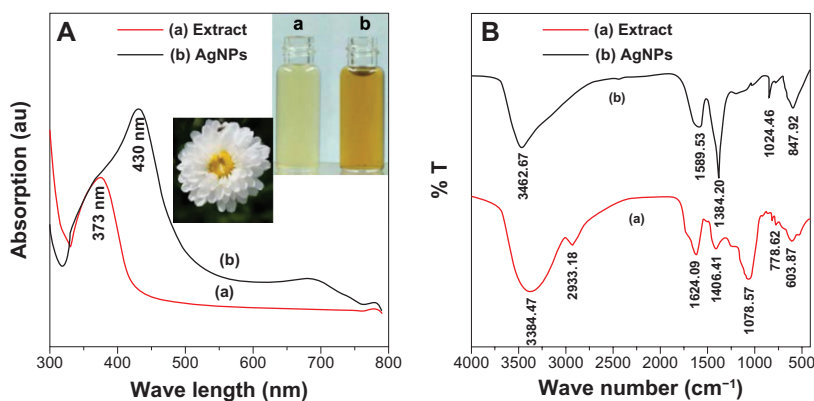 A
(a) Extract
(b) AgNPs
a
b
430 nm
373 nm
(b)
(a)
Absorption (au)
300
400
500
600
700
800
Wave length (nm)
B
(a) Extract
(b) AgNPs
(b)
3462.67
1589.53
1384.20
1024.46
847.92
(a)
3384.47
2933.18
1624.09
1406.41
1078.57
778.62
603.87
% T
4000
3500
3000
2500
2000
1500
1000
500
Wave number (cm⁻¹)